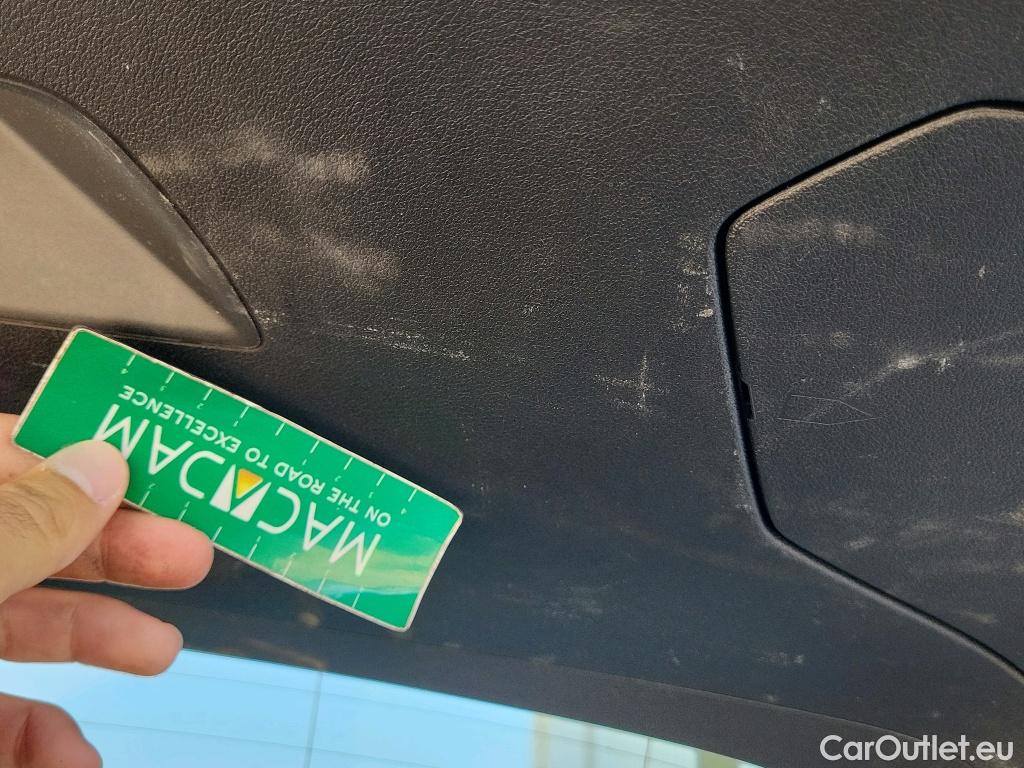 MACADAM
ON THE ROAD TO EXCELLENCE
CarOutlet.eu